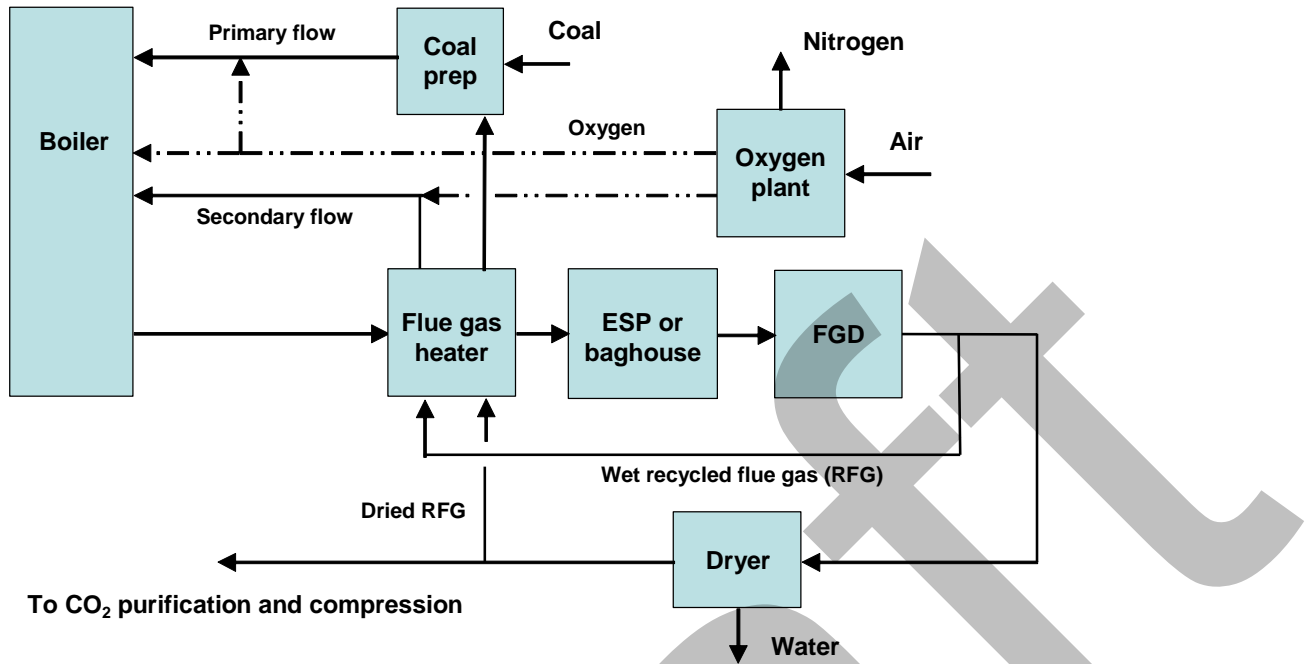 Primary flow
Coal
prep
Coal
Nitrogen
Boiler
Oxygen
Oxygen
plant
Air
Secondary flow
Flue gas
heater
ESP or
baghouse
FGD
Wet recycled flue gas (RFG)
Dried RFG
Dryer
To CO₂ purification and compression
Water